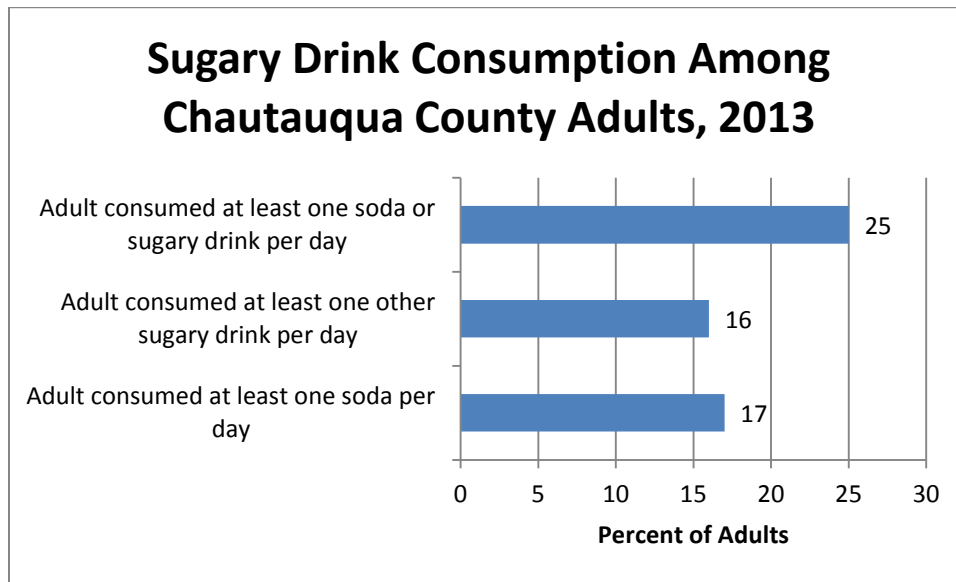 Sugary Drink Consumption Among
Chautauqua County Adults, 2013
Adult consumed at least one soda or
sugary drink per day
25
Adult consumed at least one other
sugary drink per day
16
Adult consumed at least one soda per
day
17
0 5 10 15 20 25 30
Percent of Adults